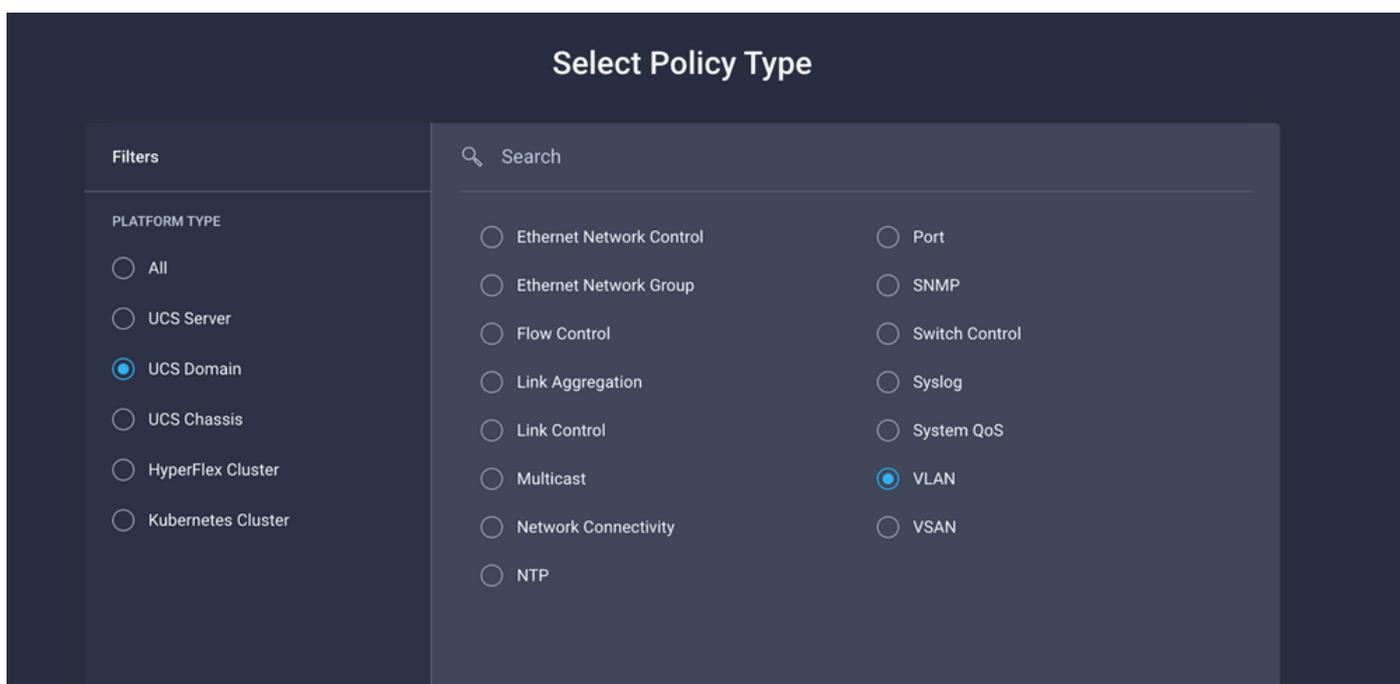 Select Policy Type
Filters
PLATFORM TYPE
All
UCS Server
UCS Domain
UCS Chassis
HyperFlex Cluster
Kubernetes Cluster
Search
Ethernet Network Control
Ethernet Network Group
Flow Control
Link Aggregation
Link Control
Multicast
Network Connectivity
NTP
Port
SNMP
Switch Control
Syslog
System QoS
VLAN
VSAN